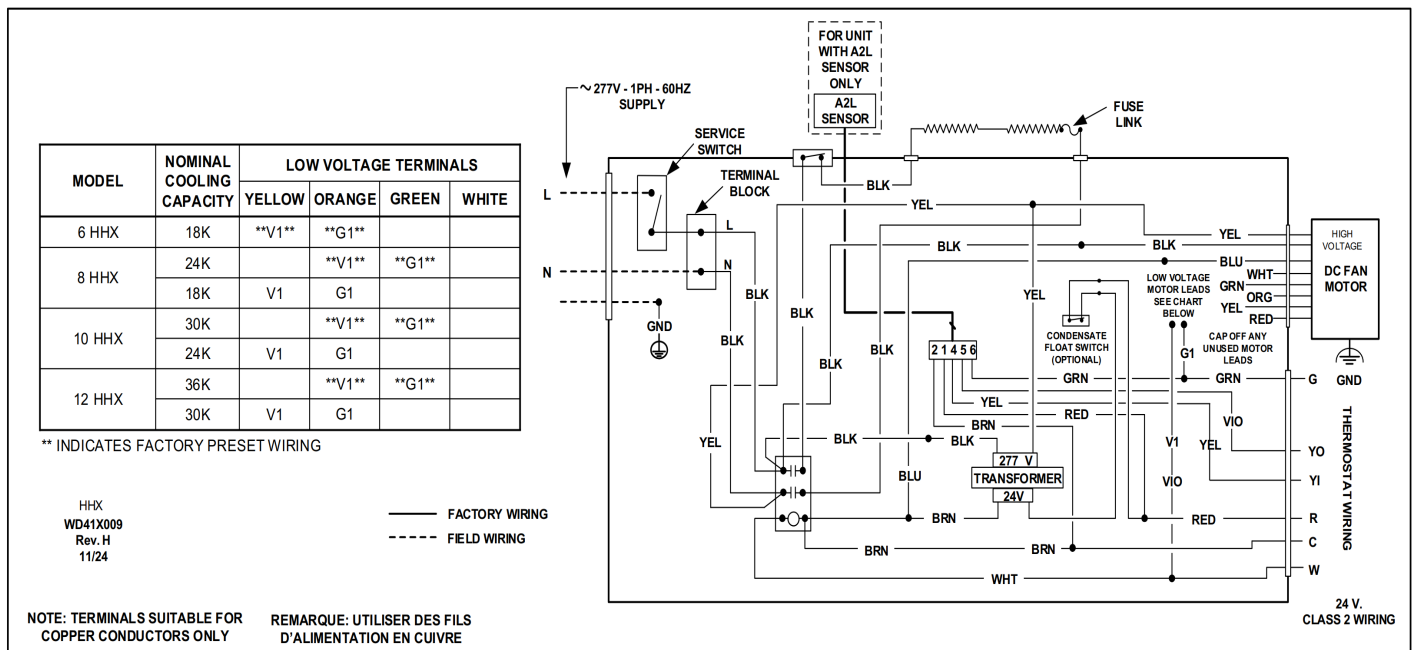 FOR UNIT
WITH A2L
SENSOR
ONLY
A2L
SENSOR
~ 277V - 1PH - 60HZ
SUPPLY
FUSE
LINK
SERVICE
SWITCH
TERMINAL
BLOCK
MODEL
NOMINAL
COOLING
CAPACITY
LOW VOLTAGE TERMINALS
YELLOW ORANGE GREEN WHITE
6 HHX 18K **V1** **G1**
8 HHX
24K **V1** **G1**
18K V1 G1
10 HHX
30K **V1** **G1**
24K V1 G1
12 HHX
36K **V1** **G1**
30K V1 G1
** INDICATES FACTORY PRESET WIRING
HHX
WD41X009
Rev. H
11/24
FACTORY WIRING
FIELD WIRING
NOTE: TERMINALS SUITABLE FOR
COPPER CONDUCTORS ONLY
REMARQUE: UTILISER DES FILS
D'ALIMENTATION EN CUIVRE
L
N
GND
L
N
BLK
YEL
BLK
BLK
YEL
BLU
WHT
GRN
ORG
YEL
RED
HIGH
VOLTAGE
DC FAN
MOTOR
GND
LOW VOLTAGE
MOTOR LEADS
SEE CHART
BELOW
CAP OFF ANY
UNUSED MOTOR
LEADS
G1
YEL
CONDENSATE
FLOAT SWITCH
(OPTIONAL)
BLK
BLK
BLK
BLK
BLK
2 1 4 5 6
GRN
GRN
G
YEL
RED
BRN
VIO
V1
YEL
VIO
YO
YI
YEL
BLK
BLK
BLU
277 V
TRANSFORMER
24V
BRN
RED
R
BRN
BRN
C
WHT
W
THERMOSTAT WIRING
24 V.
CLASS 2 WIRING